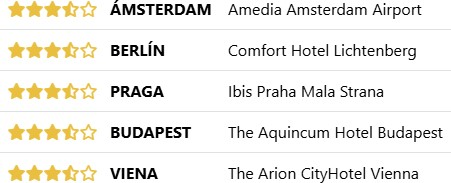 ÁMSTERDAM Amedia Amsterdam Airport
BERLÍN Comfort Hotel Lichtenberg
PRAGA Ibis Praha Mala Strana
BUDAPEST The Aquincum Hotel Budapest
VIENA The Arion CityHotel Vienna